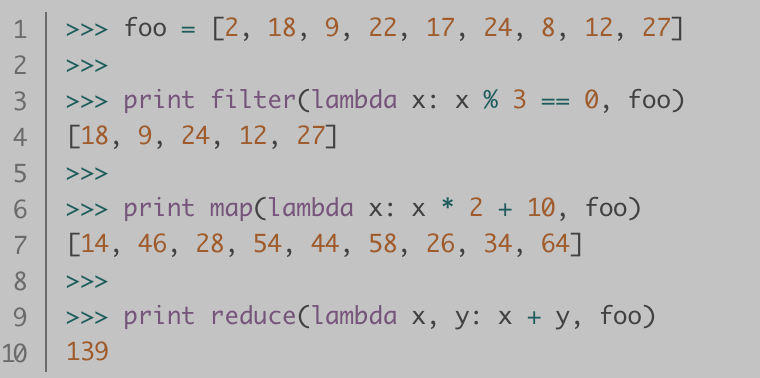 1 >>> foo = [2, 18, 9, 22, 17, 24, 8, 12, 27]
2 >>>
3 >>> print filter(lambda x: x % 3 == 0, foo)
4 [18, 9, 24, 12, 27]
5 >>>
6 >>> print map(lambda x: x * 2 + 10, foo)
7 [14, 46, 28, 54, 44, 58, 26, 34, 64]
8 >>>
9 >>> print reduce(lambda x, y: x + y, foo)
10 139